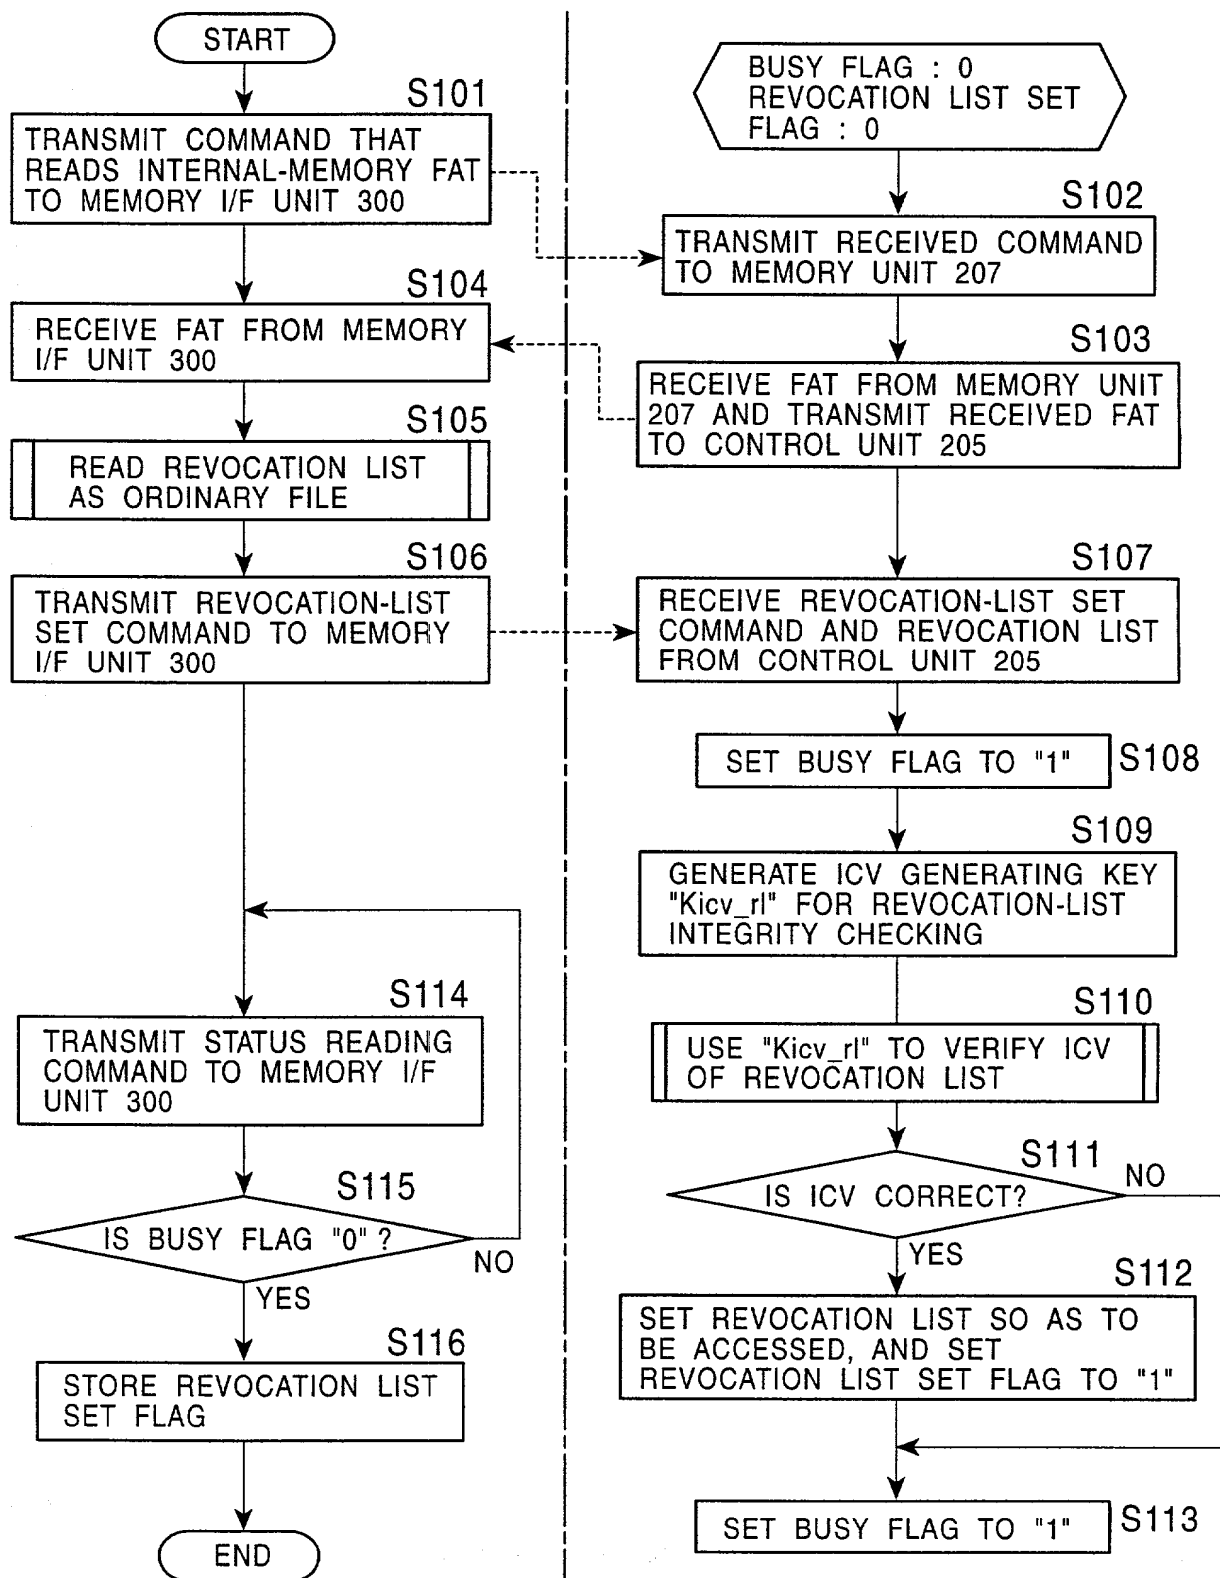 START
S101
TRANSMIT COMMAND THAT
READS INTERNAL-MEMORY FAT
TO MEMORY I/F UNIT 300
S104
RECEIVE FAT FROM MEMORY
I/F UNIT 300
S105
READ REVOCATION LIST
AS ORDINARY FILE
S106
TRANSMIT REVOCATION-LIST
SET COMMAND TO MEMORY
I/F UNIT 300
S114
TRANSMIT STATUS READING
COMMAND TO MEMORY I/F
UNIT 300
S115
IS BUSY FLAG "0" ?
NO
YES
S116
STORE REVOCATION LIST
SET FLAG
END
BUSY FLAG : 0
REVOCATION LIST SET
FLAG : 0
S102
TRANSMIT RECEIVED COMMAND
TO MEMORY UNIT 207
S103
RECEIVE FAT FROM MEMORY UNIT
207 AND TRANSMIT RECEIVED FAT
TO CONTROL UNIT 205
S107
RECEIVE REVOCATION-LIST SET
COMMAND AND REVOCATION LIST
FROM CONTROL UNIT 205
SET BUSY FLAG TO "1"
S108
S109
GENERATE ICV GENERATING KEY
"Kicv_rl" FOR REVOCATION-LIST
INTEGRITY CHECKING
S110
USE "Kicv_rl" TO VERIFY ICV
OF REVOCATION LIST
S111
IS ICV CORRECT?
NO
YES
S112
SET REVOCATION LIST SO AS TO
BE ACCESSED, AND SET
REVOCATION LIST SET FLAG TO "1"
SET BUSY FLAG TO "1"
S113